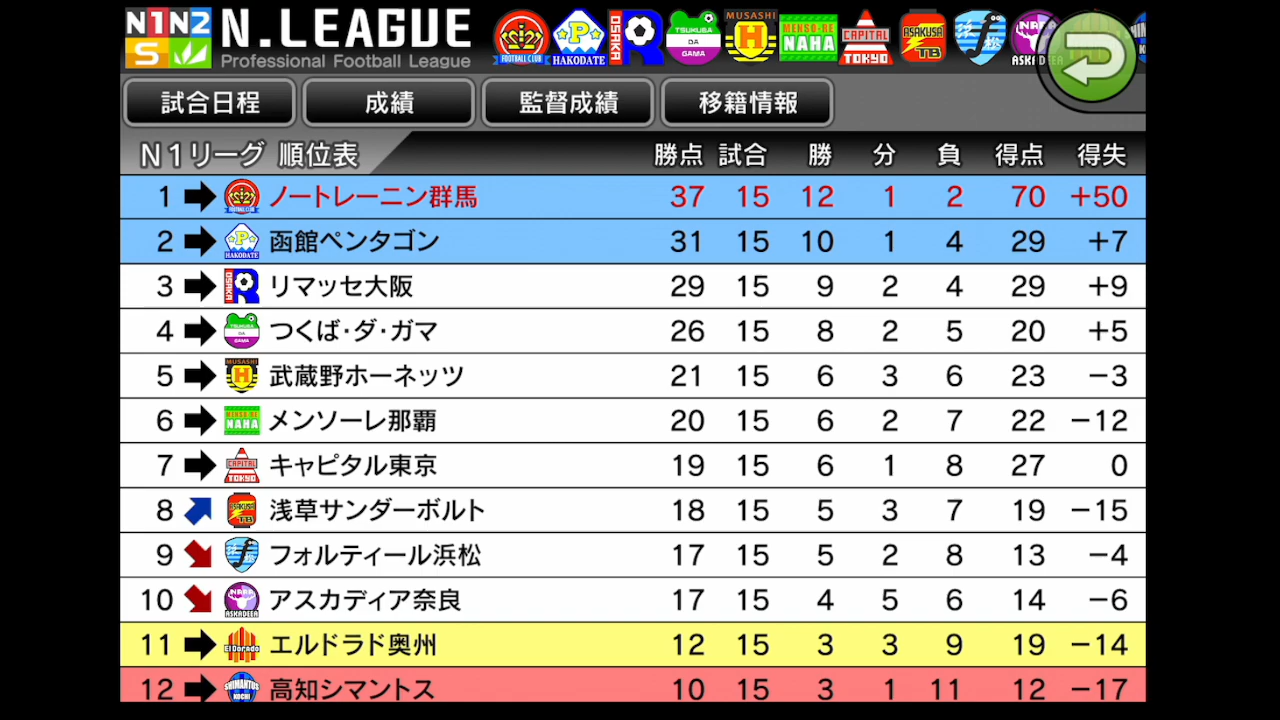 N1 N2 N.LEAGUE
S Professional Football League
FOOTBALL CLUB P HAKODATE OSAKA R TSUKUBA DA GAMA MUSASHI H MENSO-RE NAHA CAPITAL TOKYO ASAKUSA TB 浜松 NARA ASKADEER
試合日程 成績 監督成績 移籍情報
N1リーグ 順位表 勝点 試合 勝 分 負 得点 得失
1 ノートレーニン群馬 37 15 12 1 2 70 +50
2 函館ペンタゴン 31 15 10 1 4 29 +7
3 リマッセ大阪 29 15 9 2 4 29 +9
4 つくば・ダ・ガマ 26 15 8 2 5 20 +5
5 武蔵野ホーネッツ 21 15 6 3 6 23 −3
6 メンソーレ那覇 20 15 6 2 7 22 −12
7 キャピタル東京 19 15 6 1 8 27 0
8 浅草サンダーボルト 18 15 5 3 7 19 −15
9 フォルティール浜松 17 15 5 2 8 13 −4
10 アスカディア奈良 17 15 4 5 6 14 −6
11 エルドラド奥州 12 15 3 3 9 19 −14
12 高知シマントス 10 15 3 1 11 12 −17